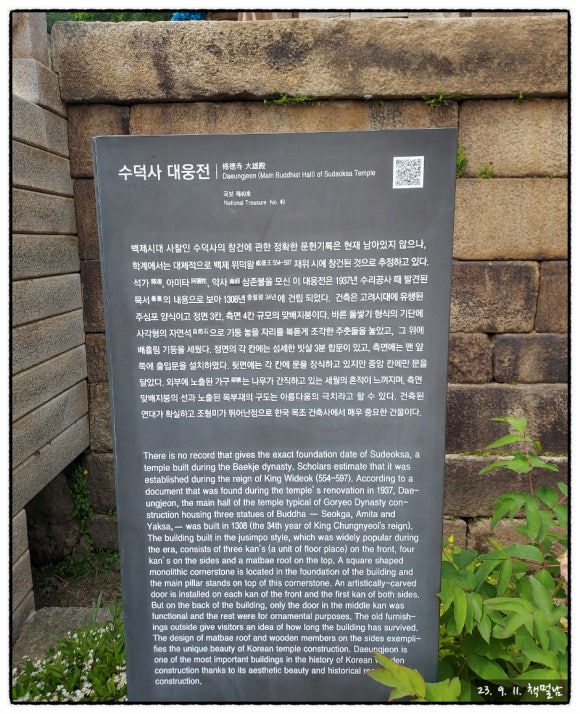 수덕사 대웅전
修德寺 大雄殿
Daeungjeon (Main Buddhist Hall) of Sudeoksa Temple
국보 제49호
National Treasure No. 49
백제시대 사찰인 수덕사의 창건에 관한 정확한 문헌기록은 현재 남아있지 않으나,
학계에서는 대체적으로 백제 위덕왕 威德王 554-597 재위 시에 창건된 것으로 추정하고 있다.
석가 釋迦, 아미타 阿彌陀, 약사 藥師 삼존불을 모신 이 대웅전은 1937년 수리공사 때 발견된
묵서 墨書의 내용으로 보아 1308년 충렬왕 34년에 건립 되었다. 건축은 고려시대에 유행된
주심포 양식이고 정면 3칸, 측면 4칸 규모의 맞배지붕이다. 바른 돌쌓기 형식의 기단에
사각형의 자연석 自然石으로 기둥 놓을 자리를 북돋게 조각한 주춧돌을 놓았고, 그 위에
배흘림 기둥을 세웠다. 정면의 각 칸에는 섬세한 빗살 3분 합문이 있고, 측면에는 맨 앞
쪽에 출입문을 설치하였다. 뒷면에는 각 칸에 문을 장식하고 있지만 중앙 칸에만 문을
달았다. 외부에 노출된 가구 는 나무가 간직하고 있는 세월의 흔적이 느껴지며, 측면
맞배지붕의 선과 노출된 목부재의 구도는 아름다움의 극치라고 할 수 있다. 건축된
연대가 확실하고 조형미가 뛰어난점으로 한국 목조 건축사에서 매우 중요한 건물이다.
There is no record that gives the exact foundation date of Sudeoksa, a
temple built during the Baekje dynasty. Scholars estimate that it was
established during the reign of King Wideok (554-597). According to a
document that was found during the temple's renovation in 1937, Dae-
ungjeon, the main hall of the temple typical of Goryeo Dynasty con-
struction housing three statues of Buddha — Seokga, Amita and
Yaksa, — was built in 1308 (the 34th year of King Chungnyeol's reign).
The building built in the jusimpo style, which was widely popular during
the era, consists of three kan's (a unit of floor place) on the front, four
kan's on the sides and a matbae roof on the top. A square shaped
monolithic cornerstone is located in the foundation of the building and
the main pillar stands on top of this cornerstone. An artistically-carved
door is installed on each kan of the front and the first kan of both sides.
But on the back of the building, only the door in the middle kan was
functional and the rest were for ornamental purposes. The old furnish-
ings outside give visitors an idea of how long the building has survived.
The design of matbae roof and wooden members on the sides exempli-
fies the unique beauty of Korean temple construction. Daeungjeon is
one of the most important buildings in the history of Korean Wooden
construction thanks to its aesthetic beauty and historical
construction.
23. 9. 11. 책멀남